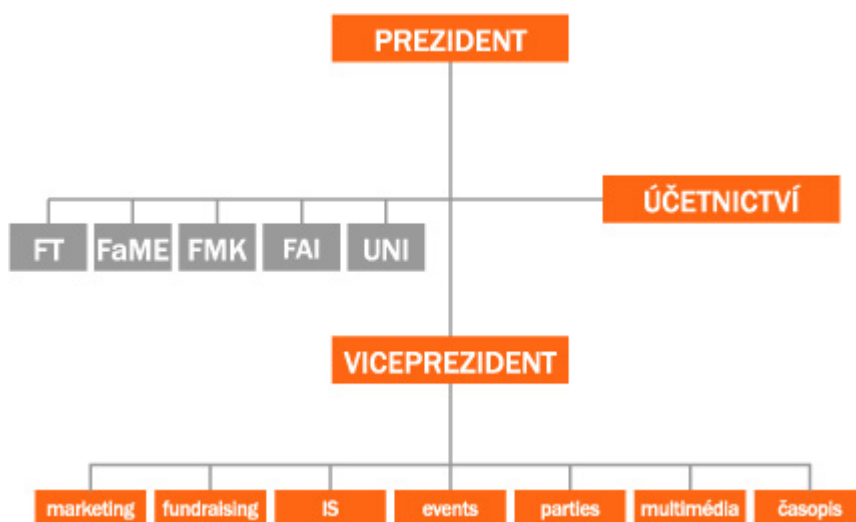 PREZIDENT
ÚČETNICTVÍ
FT FaME FMK FAI UNI
VICEPREZIDENT
marketing fundraising IS events parties multimédia časopis